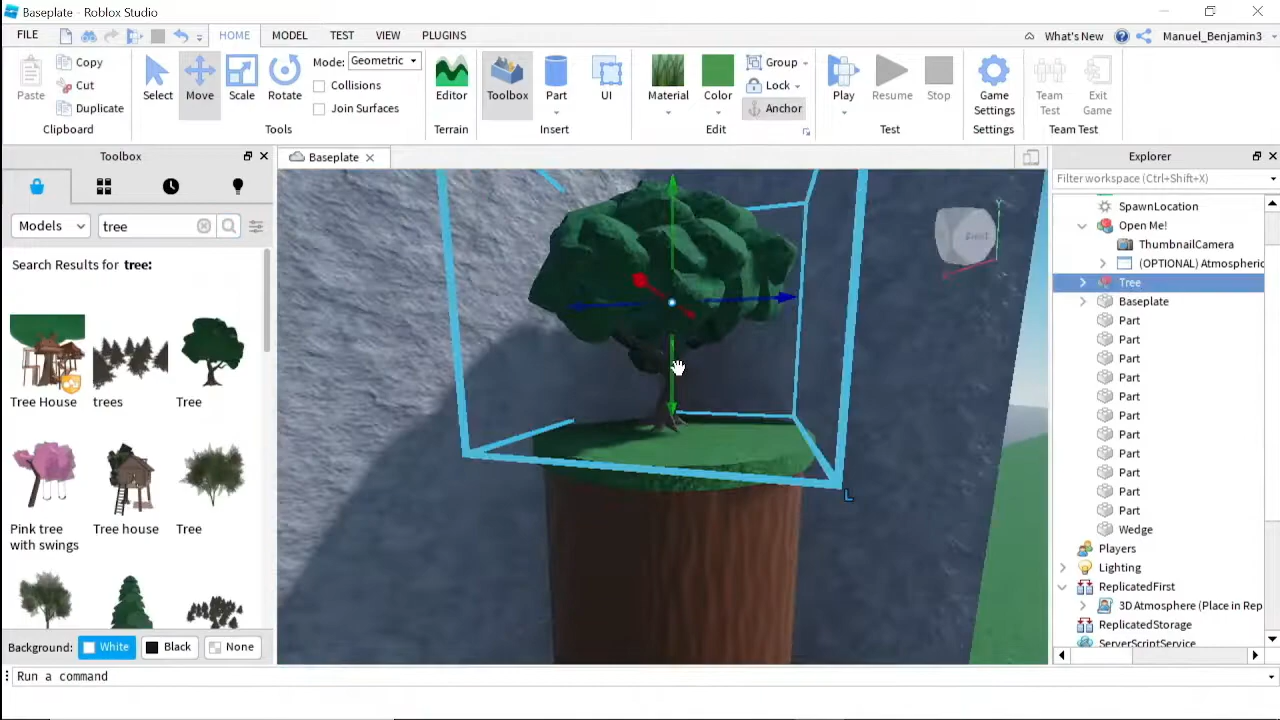 Baseplate - Roblox Studio
FILE
HOME
MODEL
TEST
VIEW
PLUGINS
What's New
Manuel_Benjamin3
Paste
Copy
Cut
Duplicate
Clipboard
Select
Move
Scale
Rotate
Mode: Geometric
Collisions
Join Surfaces
Tools
Editor
Terrain
Toolbox
Part
UI
Insert
Material
Color
Group
Lock
Anchor
Edit
Play
Resume
Stop
Test
Game
Settings
Settings
Team
Test
Exit
Game
Team Test
Toolbox
Models
tree
Search Results for tree:
Tree House
trees
Tree
Pink tree
with swings
Tree house
Tree
Background:
White
Black
None
Baseplate
Y
L
Explorer
Filter workspace (Ctrl+Shift+X)
SpawnLocation
Open Me!
ThumbnailCamera
(OPTIONAL) Atmospheric
Tree
Baseplate
Part
Part
Part
Part
Part
Part
Part
Part
Part
Part
Part
Wedge
Players
Lighting
ReplicatedFirst
3D Atmosphere (Place in Rep
ReplicatedStorage
ServerScriptService
Run a command